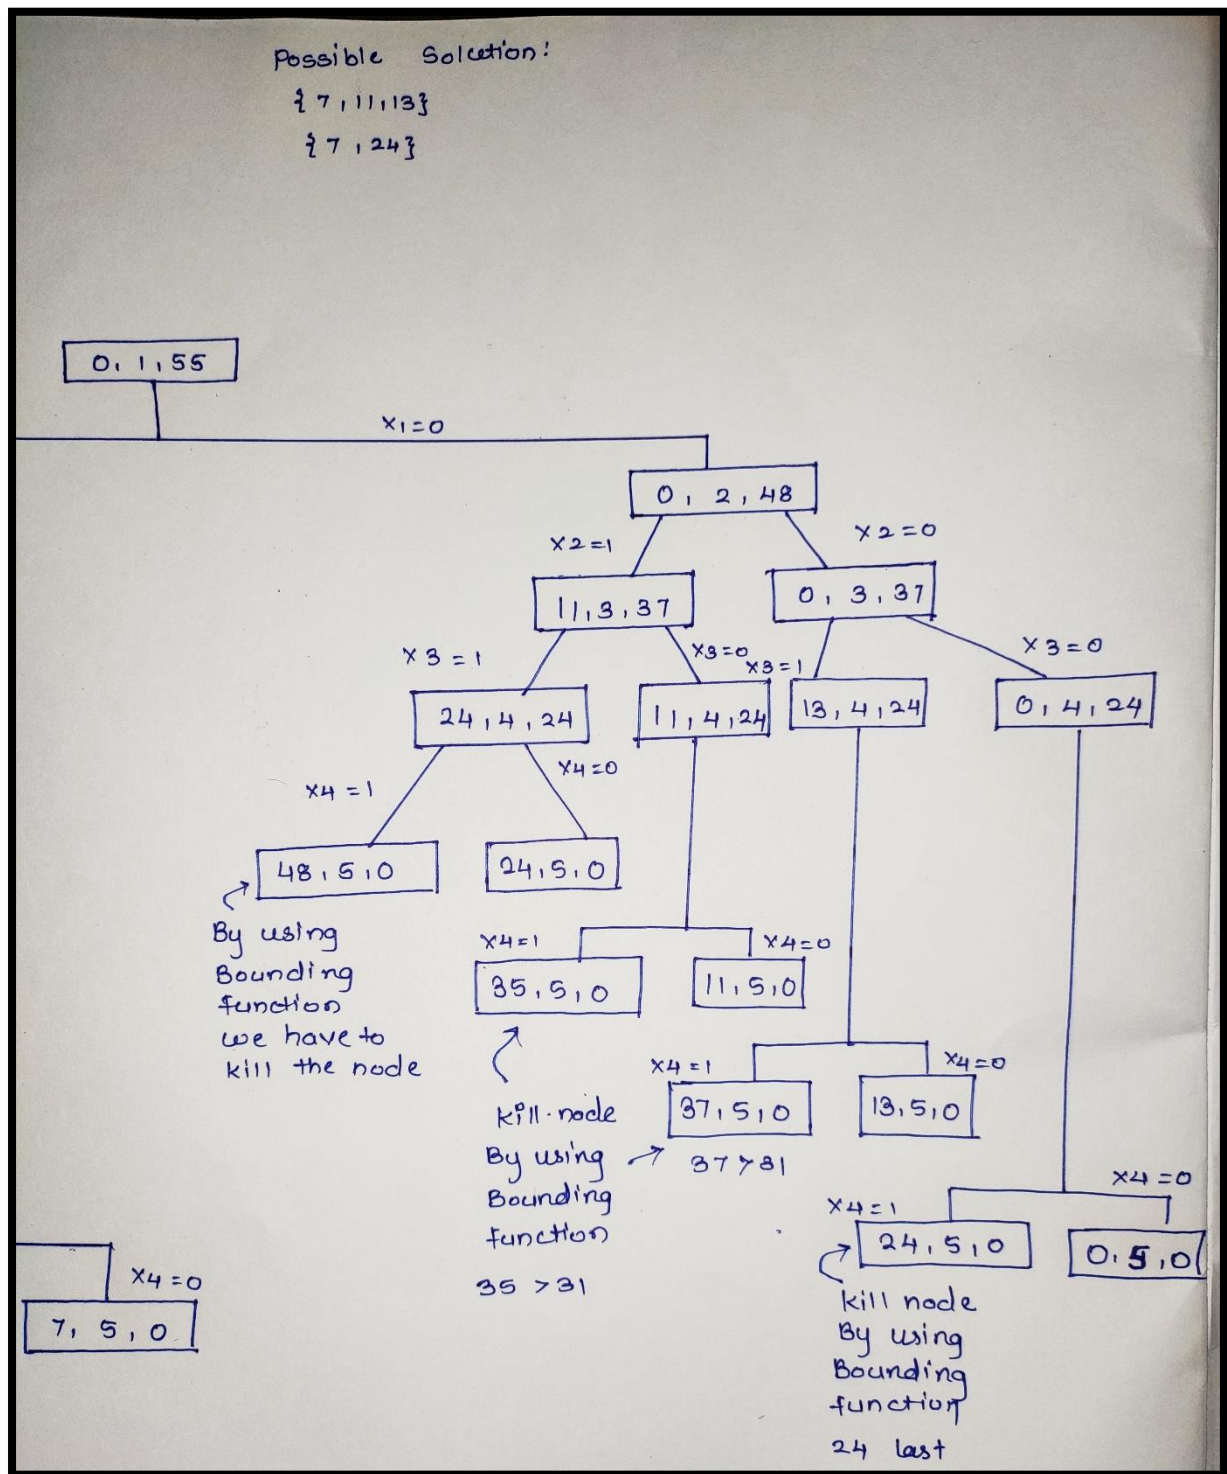 Possible Solution:
{7,11,13}
{7,24}
0,1,55
x1=0
0,2,48
x2=1
x2=0
11,3,37
0,3,37
x3=1
x3=0
x3=1
x3=0
24,4,24
11,4,24
13,4,24
0,4,24
x4=1
x4=0
48,5,0
24,5,0
By using
Bounding
function
we have to
kill the node
x4=1
x4=0
35,5,0
11,5,0
kill node
By using
Bounding
function
35 >31
x4=1
x4=0
37,5,0
13,5,0
37>31
x4=1
x4=0
24,5,0
0,5,0
kill node
By using
Bounding
function
24 last
x4=0
7,5,0